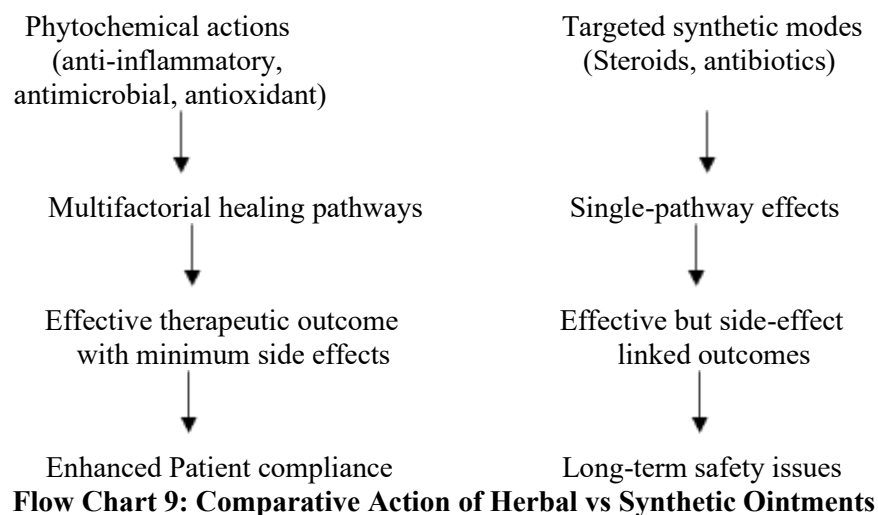 Phytochemical actions
(anti-inflammatory,
antimicrobial, antioxidant)
Multifactorial healing pathways
Effective therapeutic outcome
with minimum side effects
Enhanced Patient compliance
Targeted synthetic modes
(Steroids, antibiotics)
Single-pathway effects
Effective but side-effect
linked outcomes
Long-term safety issues
Flow Chart 9: Comparative Action of Herbal vs Synthetic Ointments